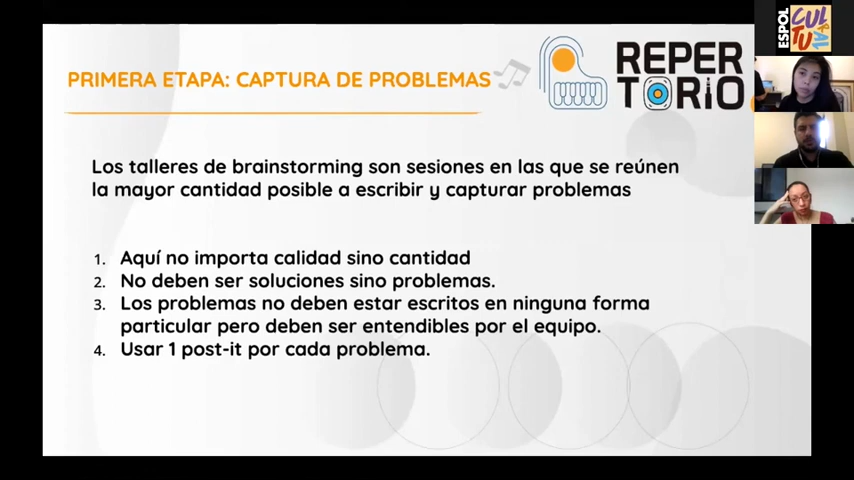 PRIMERA ETAPA: CAPTURA DE PROBLEMAS
REPER
TORIO
ESPOL
CUL
TU
RAL
Los talleres de brainstorming son sesiones en las que se reúnen
la mayor cantidad posible a escribir y capturar problemas
1. Aquí no importa calidad sino cantidad
2. No deben ser soluciones sino problemas.
3. Los problemas no deben estar escritos en ninguna forma
particular pero deben ser entendibles por el equipo.
4. Usar 1 post-it por cada problema.